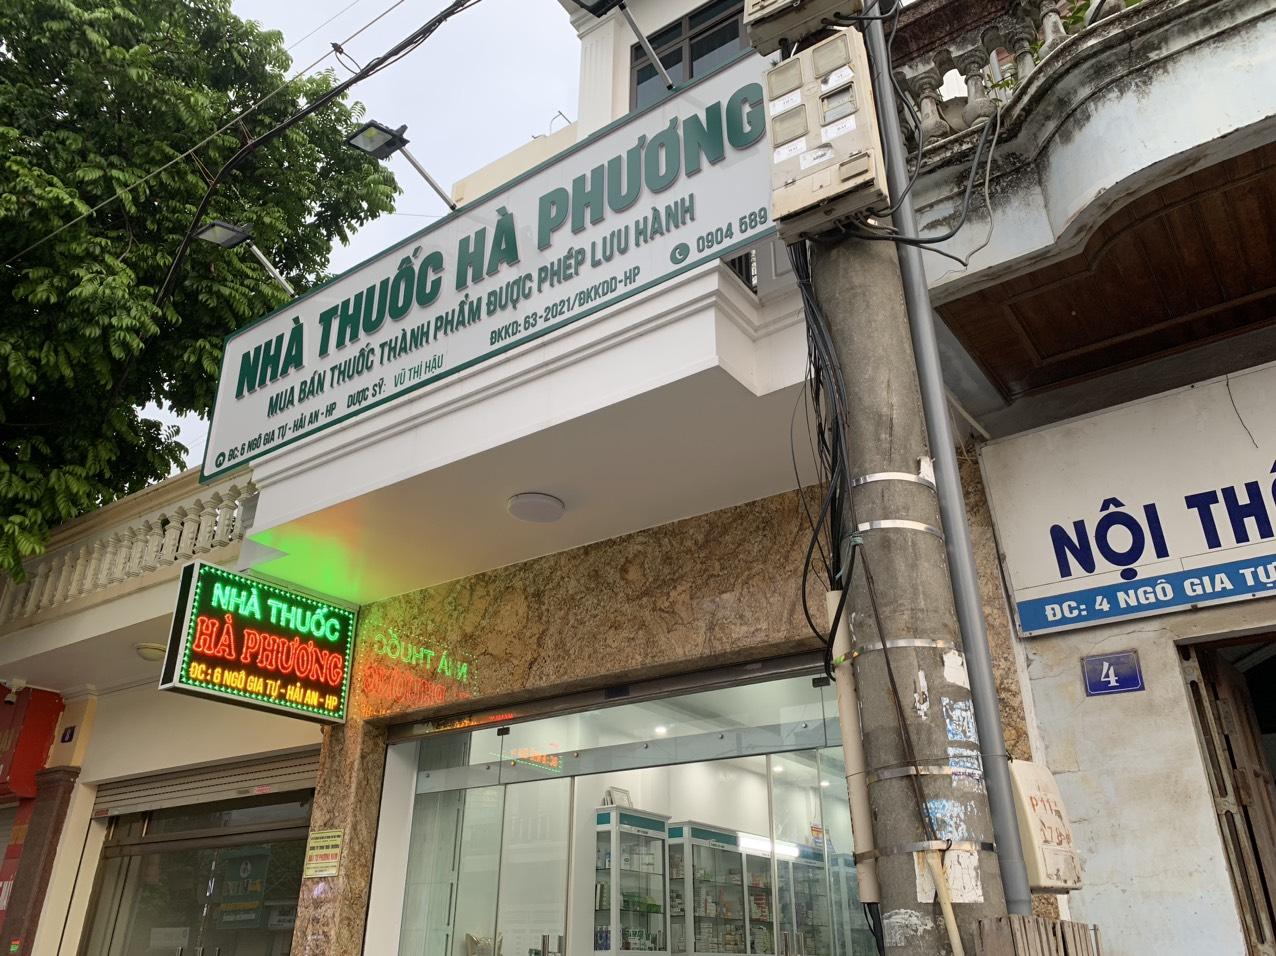 NHÀ THUỐC HÀ PHƯƠNG
MUA BÁN THUỐC THÀNH PHẨM ĐƯỢC PHÉP LƯU HÀNH
ĐC: 6 NGÔ GIA TỰ - HẢI AN - HP DƯỢC SỸ: VŨ THỊ HẬU ĐKKD: 63-2021/ĐKKDD-HP 0904 589
NHÀ THUỐC
HÀ PHƯƠNG
ĐC : 6 NGÔ GIA TỰ - HẢI AN - HP
NỘI TH
ĐC: 4 NGÔ GIA TỰ
4